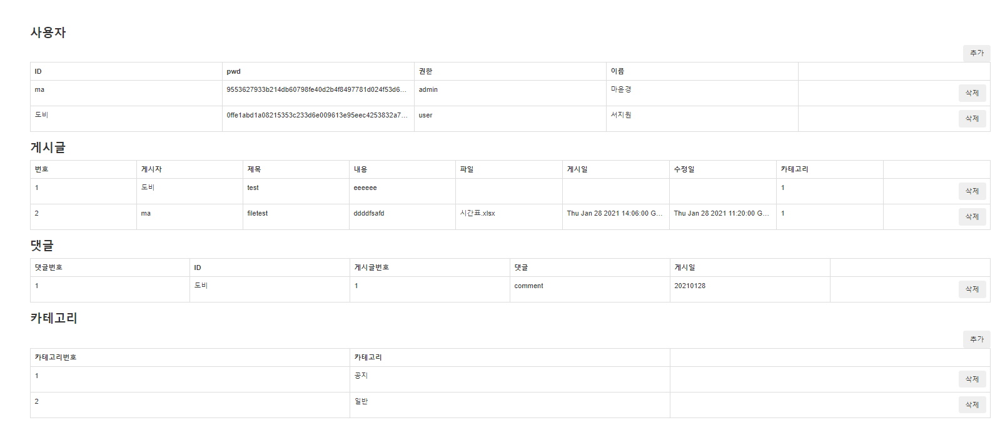 사용자
추가
ID pwd 권한 이름
ma 9553627933b214db60798fe40d2b4f8497781d024f53d6... admin 마윤경 삭제
도비 0ffe1abd1a08215353c233d6e009613e95eec4253832a7... user 서지원 삭제
게시글
번호 게시자 제목 내용 파일 게시일 수정일 카테고리
1 도비 test eeeeee 1 삭제
2 ma filetest ddddfsafd 시간표.xlsx Thu Jan 28 2021 14:06:00 G... Thu Jan 28 2021 11:20:00 G... 1 삭제
댓글
댓글번호 ID 게시글번호 댓글 게시일
1 도비 1 comment 20210128 삭제
카테고리
추가
카테고리번호 카테고리
1 공지 삭제
2 일반 삭제